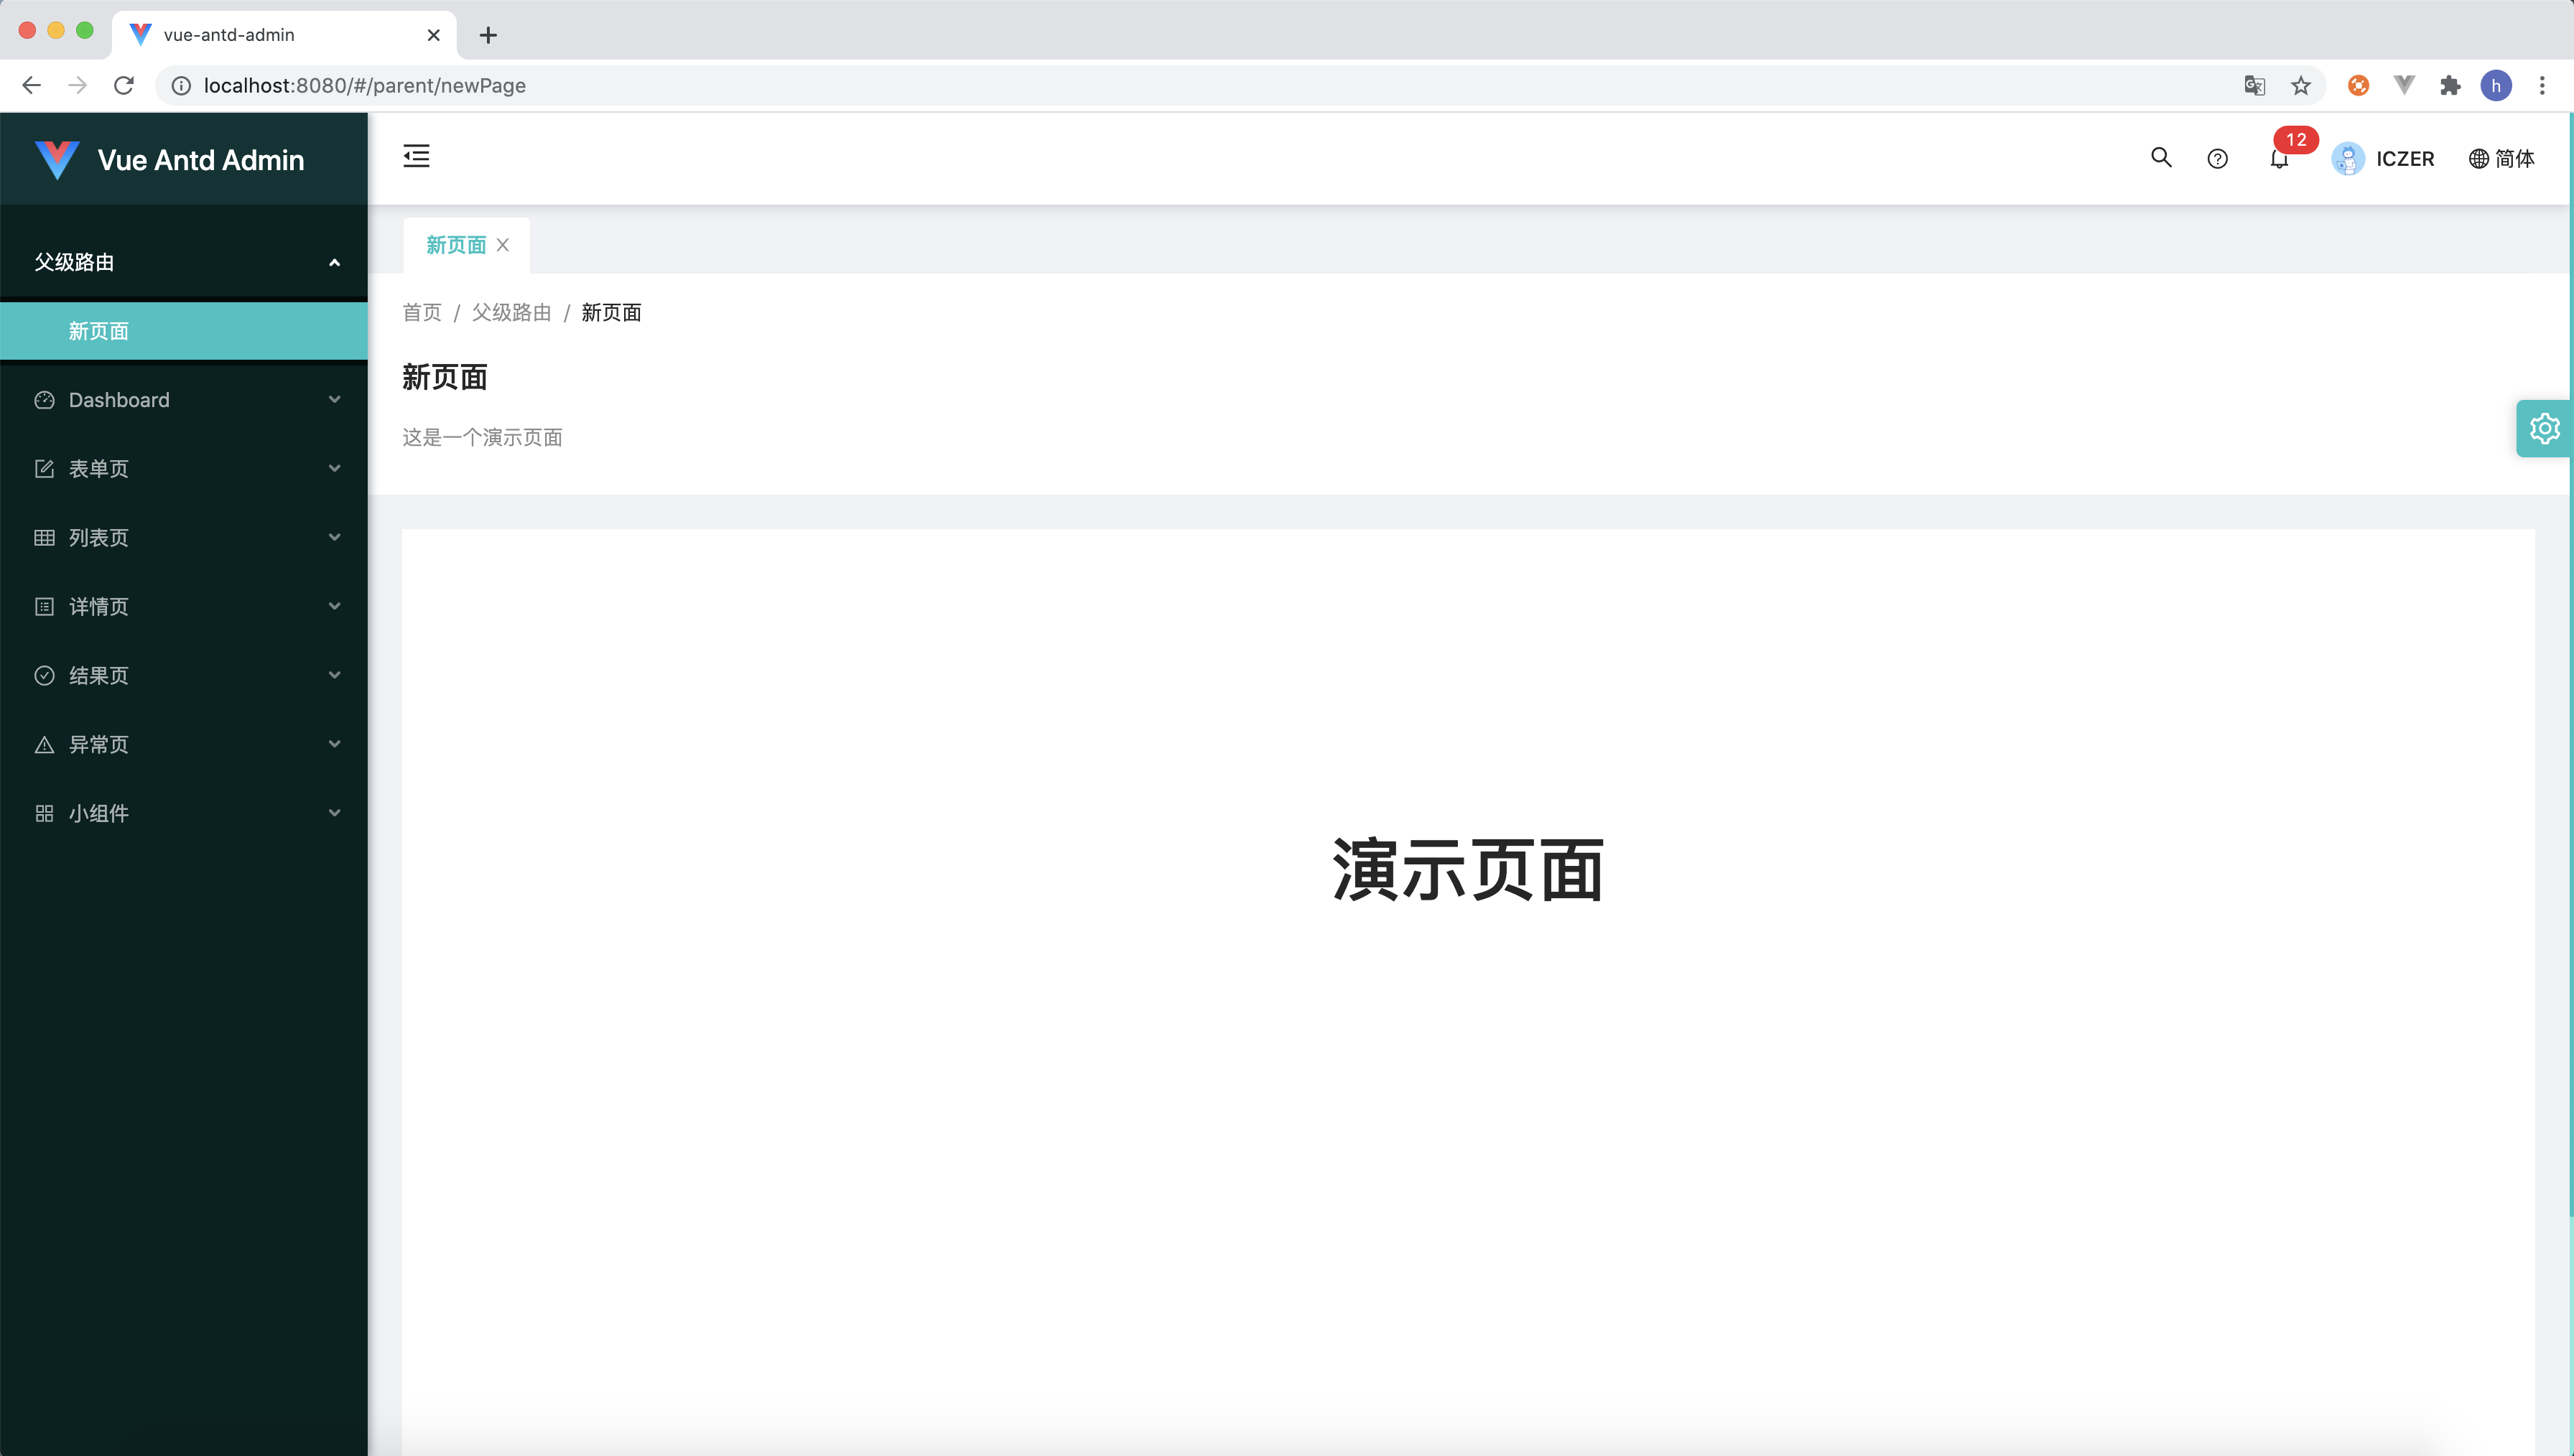 vue-antd-admin
localhost:8080/#/parent/newPage
h
Vue Antd Admin
12
ICZER
简体
父级路由
新页面
Dashboard
表单页
列表页
详情页
结果页
异常页
小组件
新页面
首页 / 父级路由 / 新页面
新页面
这是一个演示页面
演示页面